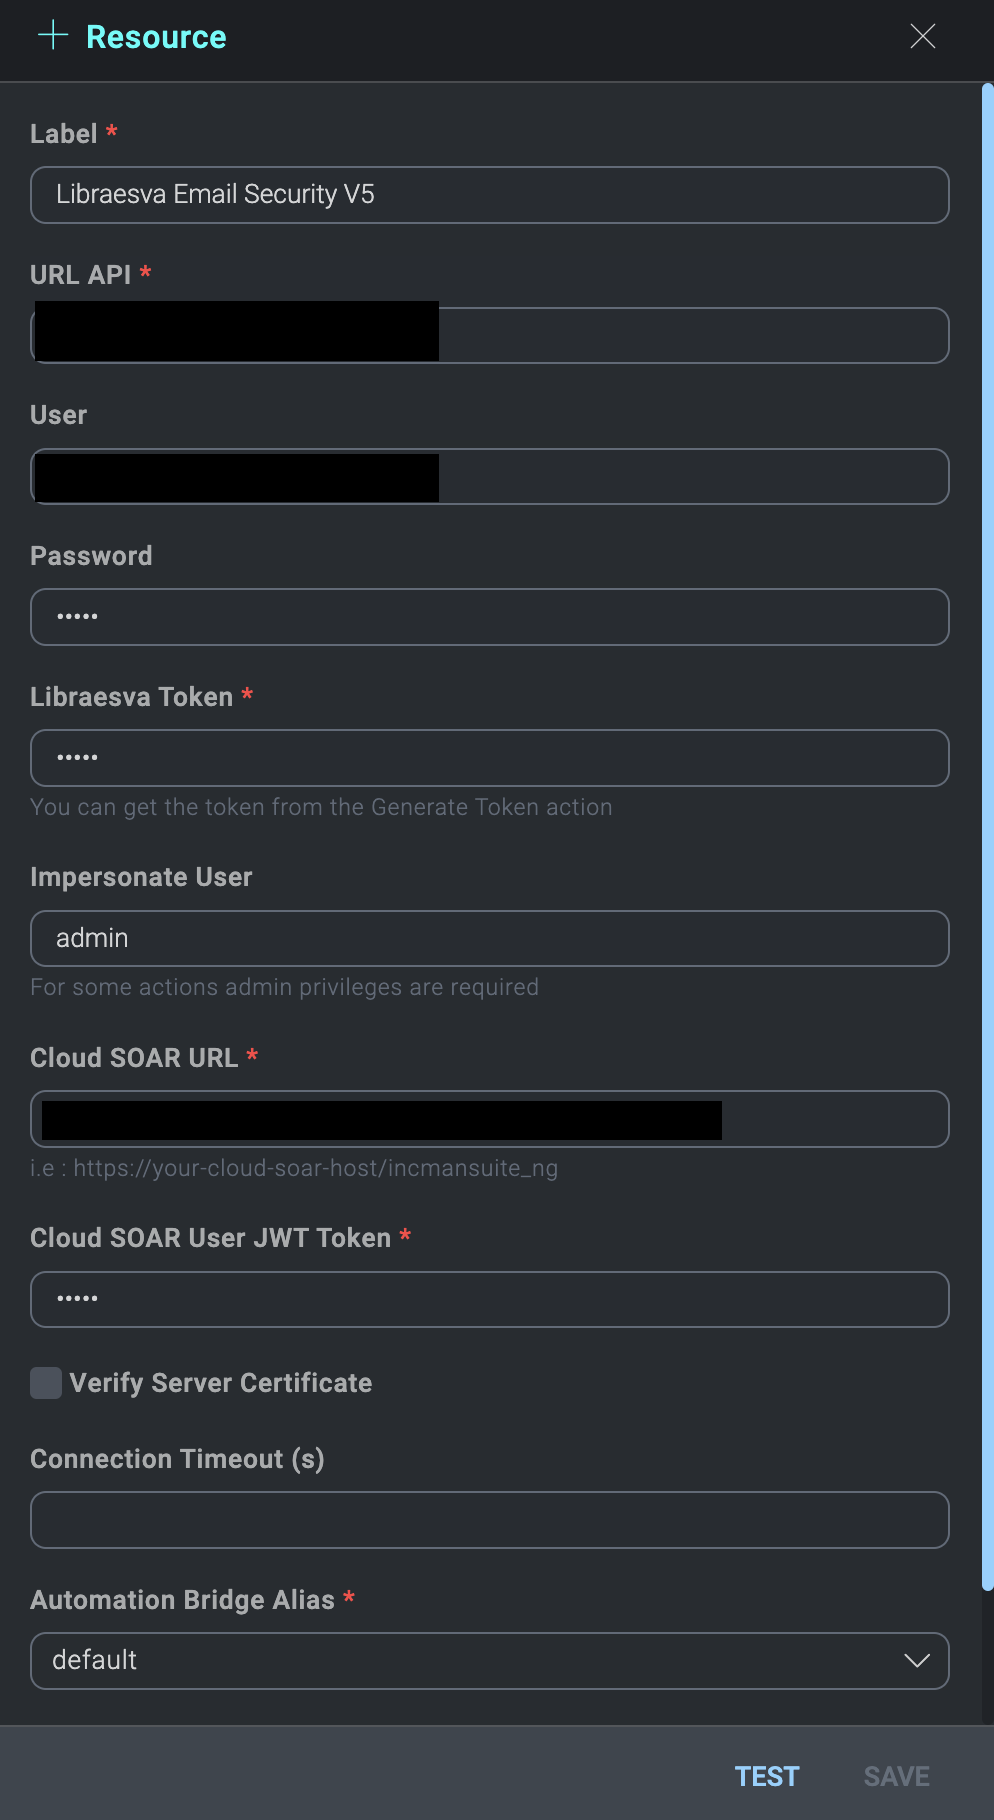 Resource
Label *
Libraesva Email Security V5
URL API *
User
Password
•••••
Libraesva Token *
•••••
You can get the token from the Generate Token action
Impersonate User
admin
For some actions admin privileges are required
Cloud SOAR URL *
i.e : https://your-cloud-soar-host/incmansuite_ng
Cloud SOAR User JWT Token *
•••••
Verify Server Certificate
Connection Timeout (s)
Automation Bridge Alias *
default
TEST SAVE